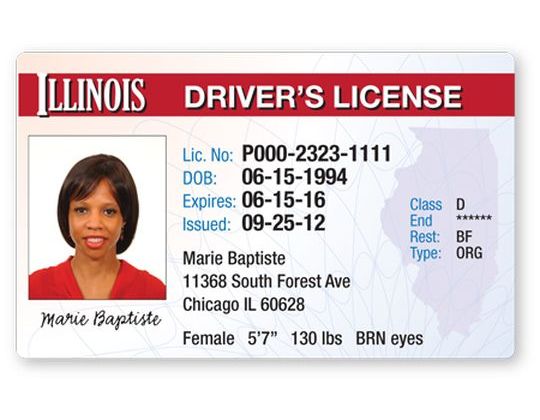 ILLINOIS DRIVER'S LICENSE
Lic. No: P000-2323-1111
DOB: 06-15-1994
Expires: 06-15-16
Issued: 09-25-12
Class D
End ******
Rest: BF
Type: ORG
Marie Baptiste
11368 South Forest Ave
Chicago IL 60628
Female 5'7" 130 lbs BRN eyes
Marie Baptiste